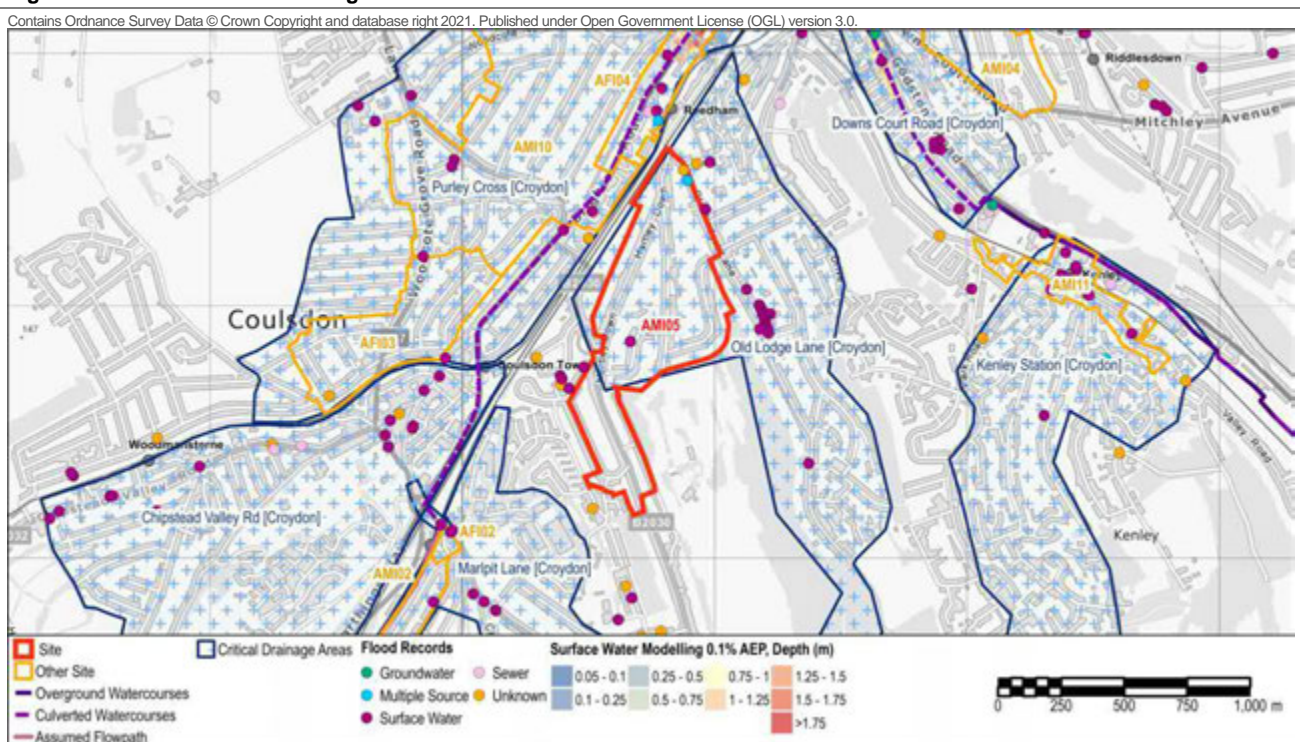 Contains Ordnance Survey Data © Crown Copyright and database right 2021. Published under Open Government License (OGL) version 3.0.
Riddlesdown
AMI04
AFI04
Reedham
Mitchley Avenue
Downs Court Road [Croydon]
AMI10
Purley Cross [Croydon]
Kenley
AMI11
147
Coulsdon
AMI05
AFI03
Old Lodge Lane [Croydon]
Coulsdon Town
Kenley Station [Croydon]
Woodmansterne
Valley Road
Chipstead Valley Rd [Croydon]
B2030
AFI02
Kenley
AMI02
Marlpit Lane [Croydon]
Site
Other Site
Overground Watercourses
Culverted Watercourses
Assumed Flowpath
Critical Drainage Areas
Flood Records
Groundwater
Multiple Source
Surface Water
Sewer
Unknown
Surface Water Modelling 0.1% AEP, Depth (m)
0.05 - 0.1
0.1 - 0.25
0.25 - 0.5
0.5 - 0.75
0.75 - 1
1 - 1.25
1.25 - 1.5
1.5 - 1.75
>1.75
0 250 500 750 1,000 m